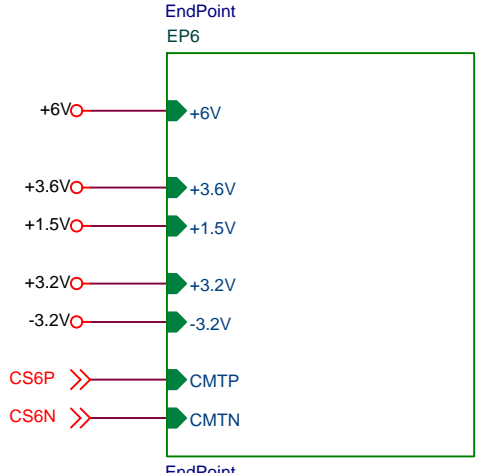 EndPoint
EP6
+6V +6V
+3.6V +3.6V
+1.5V +1.5V
+3.2V +3.2V
-3.2V -3.2V
CS6P CMTP
CS6N CMTN
EndPoint